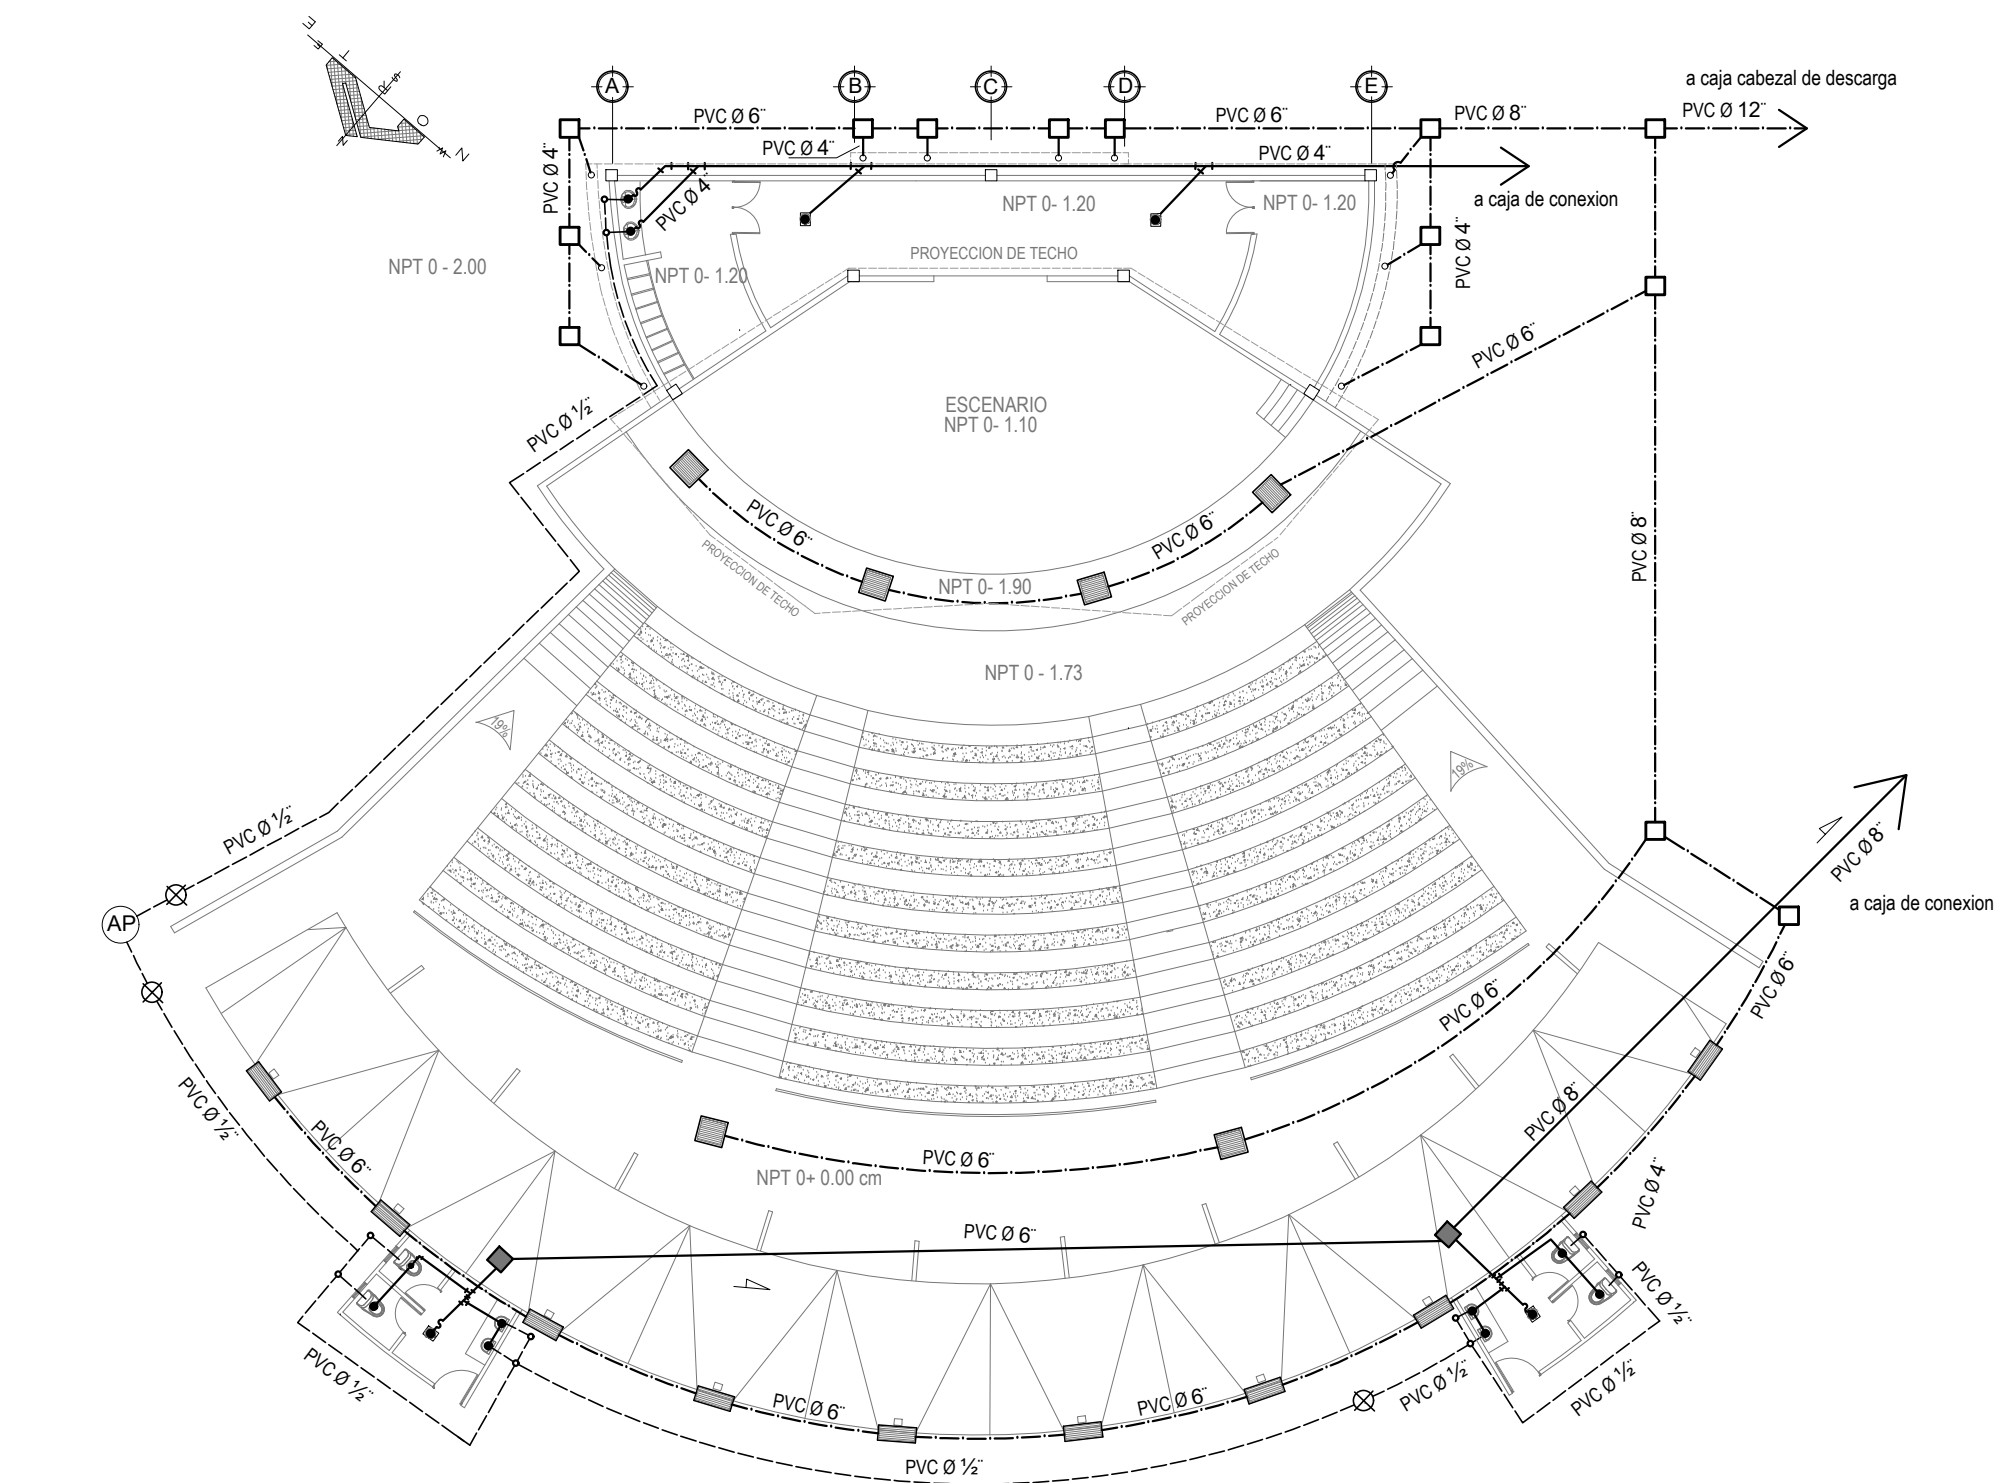 a caja cabezal de descarga
A
B
C
D
E
PVC Ø 6¨
PVC Ø 6¨
PVC Ø 8¨
PVC Ø 12¨
PVC Ø 4¨
PVC Ø 4¨
PVC Ø 4¨
PVC Ø 4¨
NPT 0- 1.20
NPT 0- 1.20
a caja de conexion
PVC Ø 4¨
NPT 0 - 2.00
NPT 0- 1.20
PROYECCION DE TECHO
PVC Ø 6¨
PVC Ø ½¨
ESCENARIO
NPT 0- 1.10
PVC Ø 6¨
PVC Ø 6¨
PVC Ø 8¨
PROYECCION DE TECHO
NPT 0- 1.90
PROYECCION DE TECHO
NPT 0 - 1.73
19%
19%
PVC Ø ½¨
PVC Ø 8¨
a caja de conexion
AP
PVC Ø 6¨
PVC Ø 6¨
PVC Ø ½¨
PVC Ø 8¨
PVC Ø 6¨
PVC Ø 6¨
NPT 0+ 0.00 cm
PVC Ø 4¨
PVC Ø 6¨
PVC Ø ½¨
PVC Ø ½¨
PVC Ø ½¨
PVC Ø ½¨
PVC Ø 6¨
PVC Ø 6¨
PVC Ø ½¨